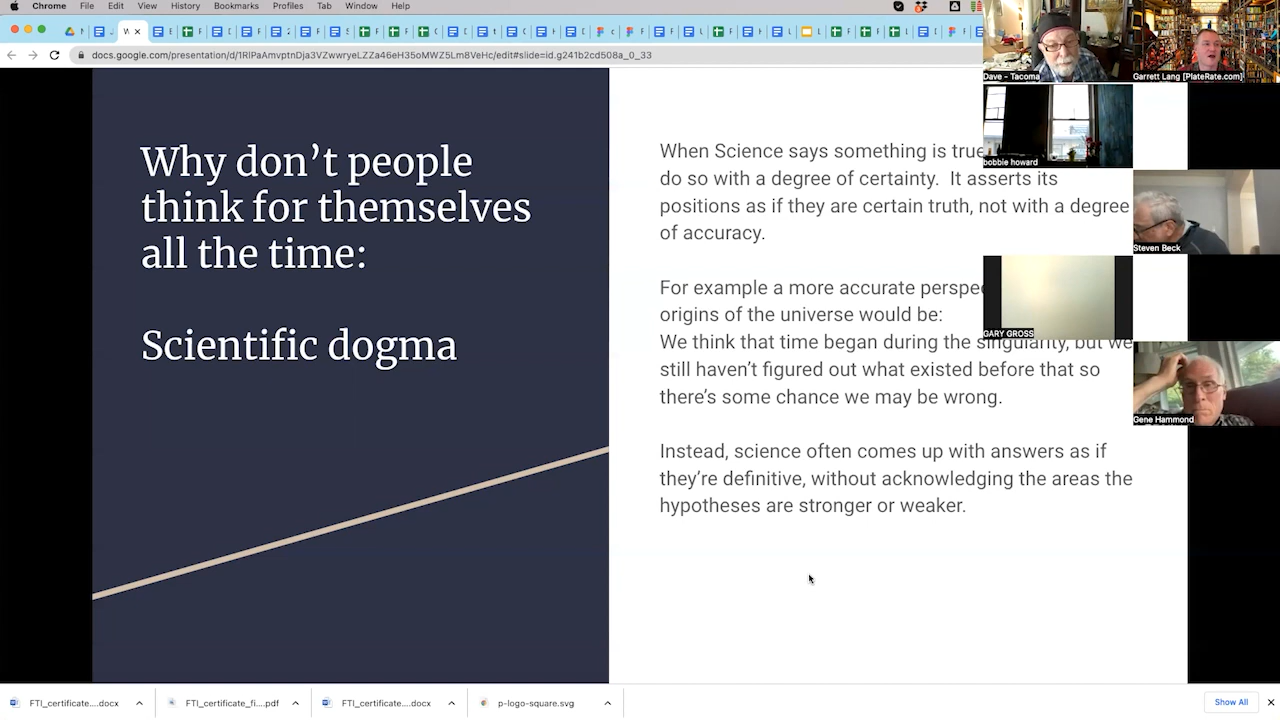 Chrome File Edit View History Bookmarks Profiles Tab Window Help
docs.google.com/presentation/d/1RlPaAmvptnDja3VZwwryeLZZa46eH35oMWZ5Lm8VeHc/edit#slide=id.g241b2cd508a_0_33
Dave - Tacoma
Garrett Lang [PlateRate.com]
bobbie howard
Steven Beck
GARY GROSS
Gene Hammond
Why don’t people
think for themselves
all the time:
Scientific dogma
When Science says something is true
do so with a degree of certainty. It asserts its
positions as if they are certain truth, not with a degree
of accuracy.
For example a more accurate
origins of the universe would be:
We think that time began during the singularity, but we
still haven’t figured out what existed before that so
there’s some chance we may be wrong.
Instead, science often comes up with answers as if
they’re definitive, without acknowledging the areas the
hypotheses are stronger or weaker.
FTI_certificate....docx FTI_certificate_fi....pdf FTI_certificate....docx p-logo-square.svg Show All